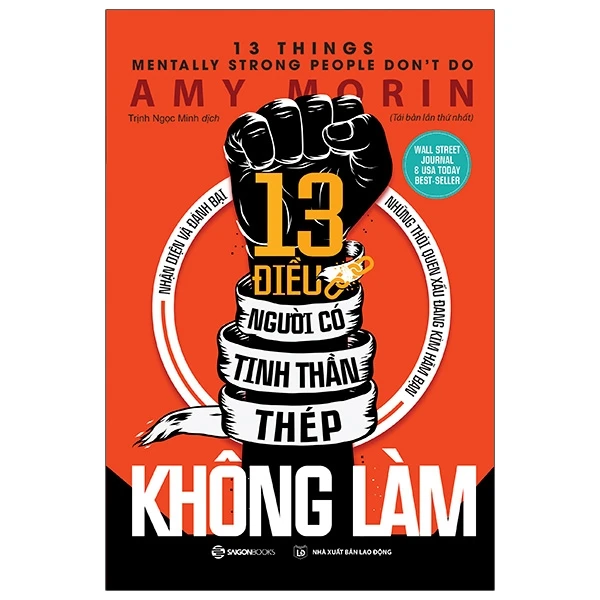 13 THINGS
MENTALLY STRONG PEOPLE DON'T DO
AMY MORIN
Trịnh Ngọc Minh dịch
(Tái bản lần thứ nhất)
WALL STREET
JOURNAL
& USA TODAY
BEST-SELLER
NHẬN DIỆN VÀ ĐÁNH BẠI
NHỮNG THÓI QUEN XẤU ĐANG KÌM HÃM BẠN
13
ĐIỀU
NGƯỜI CÓ
TINH THẦN
THÉP
KHÔNG LÀM
SAIGONBOOKS
LĐ
NHÀ XUẤT BẢN LAO ĐỘNG